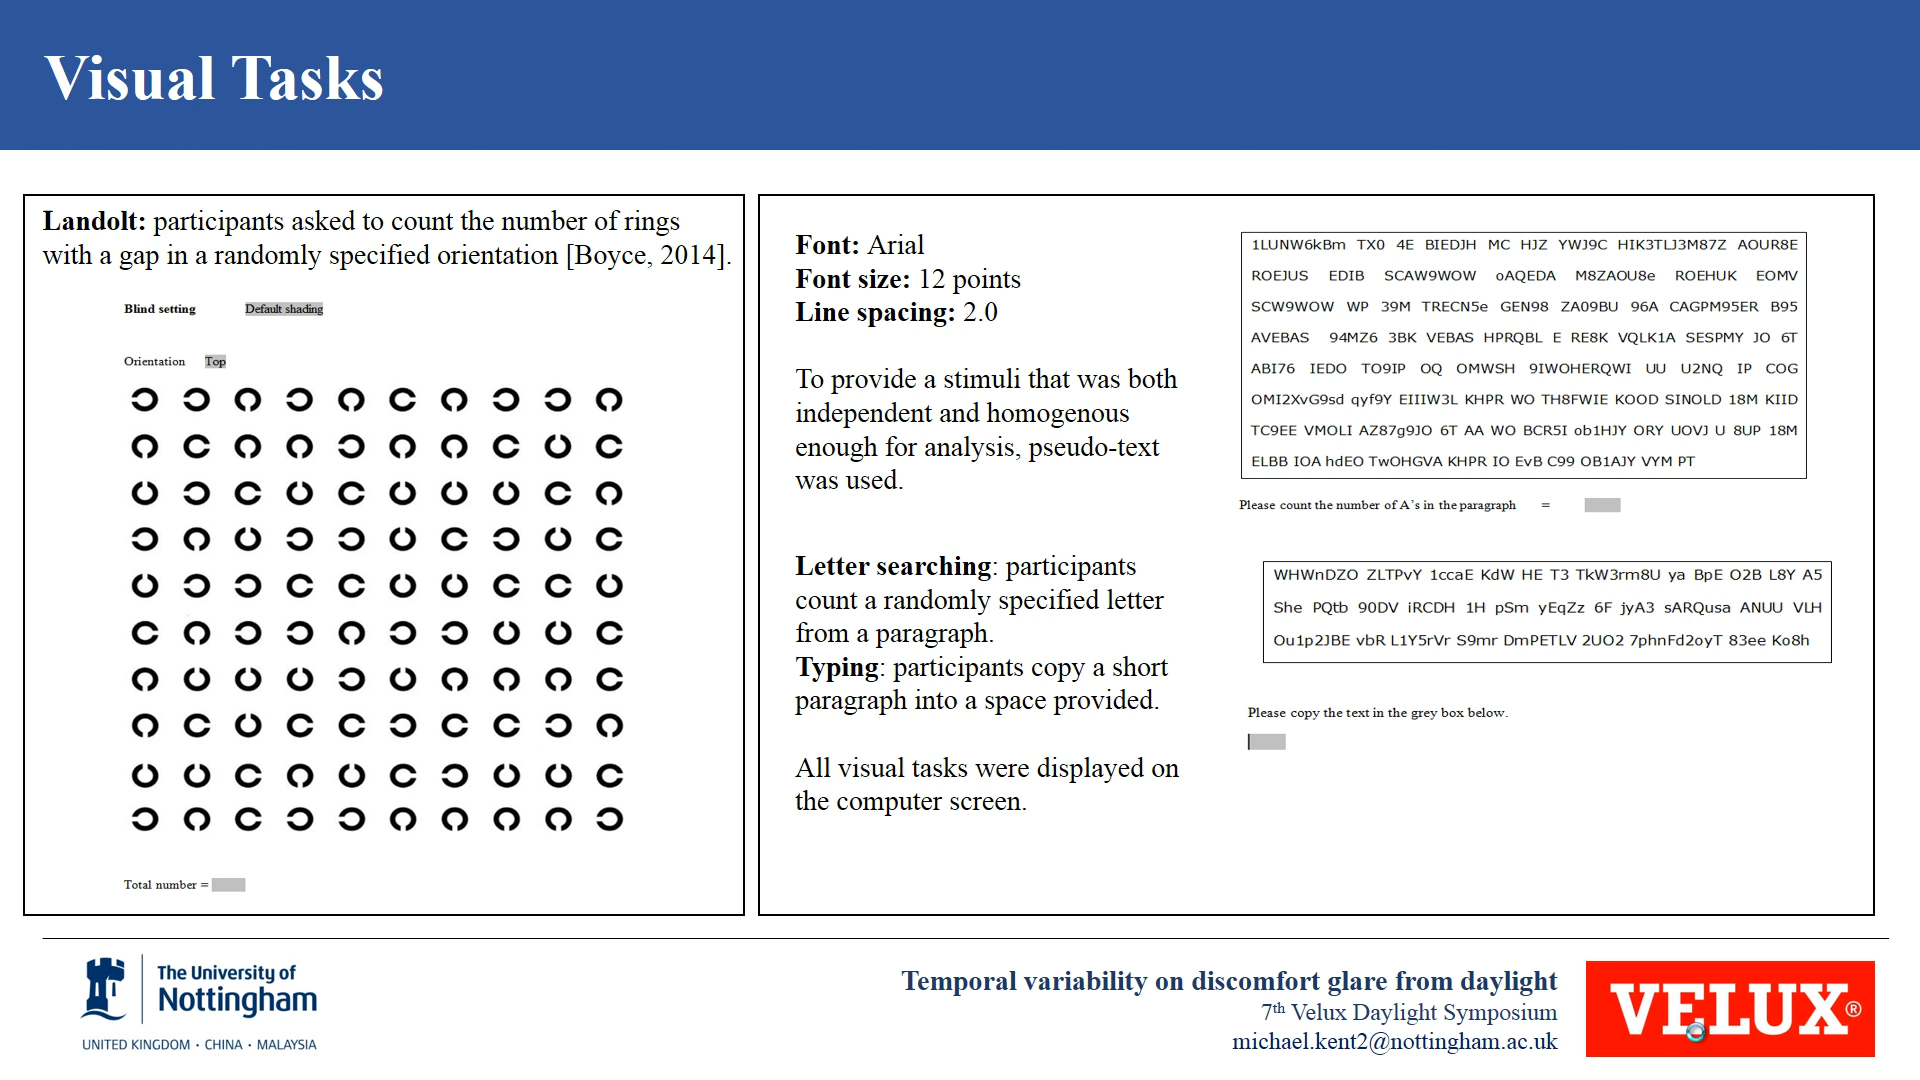 Visual Tasks
Landolt: participants asked to count the number of rings
with a gap in a randomly specified orientation [Boyce, 2014].
Blind setting Default shading
Orientation Top
Total number =
Font: Arial
Font size: 12 points
Line spacing: 2.0
To provide a stimuli that was both
independent and homogenous
enough for analysis, pseudo-text
was used.
Letter searching: participants
count a randomly specified letter
from a paragraph.
Typing: participants copy a short
paragraph into a space provided.
All visual tasks were displayed on
the computer screen.
1LUNW6kBm TX0 4E BIEDJH MC HJZ YWJ9C HIK3TLJ3M87Z AOUR8E
ROEJUS EDIB SCAW9WOW oAQEDA M8ZAOU8e ROEHUK EOMV
SCW9WOW WP 39M TRECN5e GEN98 ZA09BU 96A CAGPM95ER B95
AVEBAS 94MZ6 3BK VEBAS HPRQBL E RE8K VQLK1A SESPMY JO 6T
ABI76 IEDO TO9IP OQ OMWSH 9IWOHERQWI UU U2NQ IP COG
OMI2XvG9sd qyf9Y EIIIW3L KHPR WO TH8FWIE KOOD SINOLD 18M KIID
TC9EE VMOLI AZ87g9JO 6T AA WO BCR5I ob1HJY ORY UOVJ U 8UP 18M
ELBB IOA hdEO TwOHGVA KHPR IO EvB C99 OB1AJY VYM PT
Please count the number of A's in the paragraph =
WHWnDZO ZLTPvY 1ccaE KdW HE T3 TkW3rm8U ya BpE O2B L8Y A5
She PQtb 90DV iRCDH 1H pSm yEqZz 6F jyA3 sARQusa ANUU VLH
Ou1p2JBE vbR L1Y5rVr S9mr DmPETLV 2UO2 7phnFd2oyT 83ee Ko8h
Please copy the text in the grey box below.
The University of
Nottingham
UNITED KINGDOM · CHINA · MALAYSIA
Temporal variability on discomfort glare from daylight
7th Velux Daylight Symposium
michael.kent2@nottingham.ac.uk
VELUX®